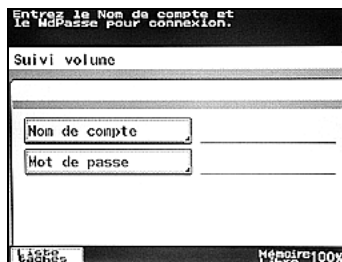 Entrez le Nom de compte et
le MdPasse pour connexion.
Suivi volume
Nom de compte
Mot de passe
Liste
tâches
Mémoire
Libre 100%